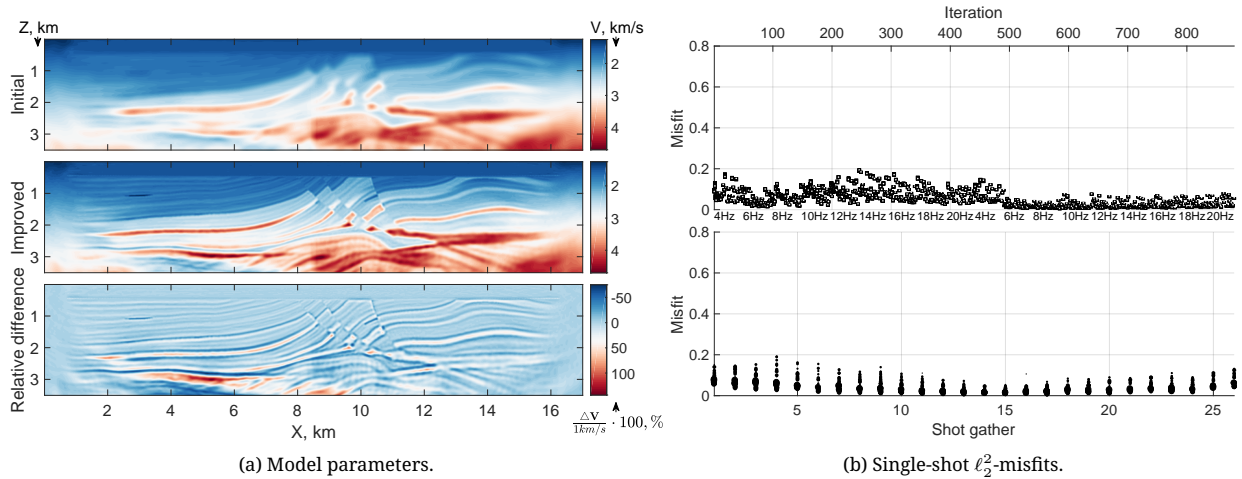 Z, km
V, km/s
Initial
1
2
3
2
3
4
Improved
1
2
3
2
3
4
Relative difference
1
2
3
-50
0
50
100
2 4 6 8 10 12 14 16
X, km
△V/1km/s · 100, %
(a) Model parameters.
Iteration
100 200 300 400 500 600 700 800
Misfit
0.8
0.6
0.4
0.2
0
4Hz 6Hz 8Hz 10Hz 12Hz 14Hz 16Hz 18Hz 20Hz 4Hz 6Hz 8Hz 10Hz 12Hz 14Hz 16Hz 18Hz 20Hz
Misfit
0.8
0.6
0.4
0.2
0
5 10 15 20 25
Shot gather
(b) Single-shot ℓ₂²-misfits.